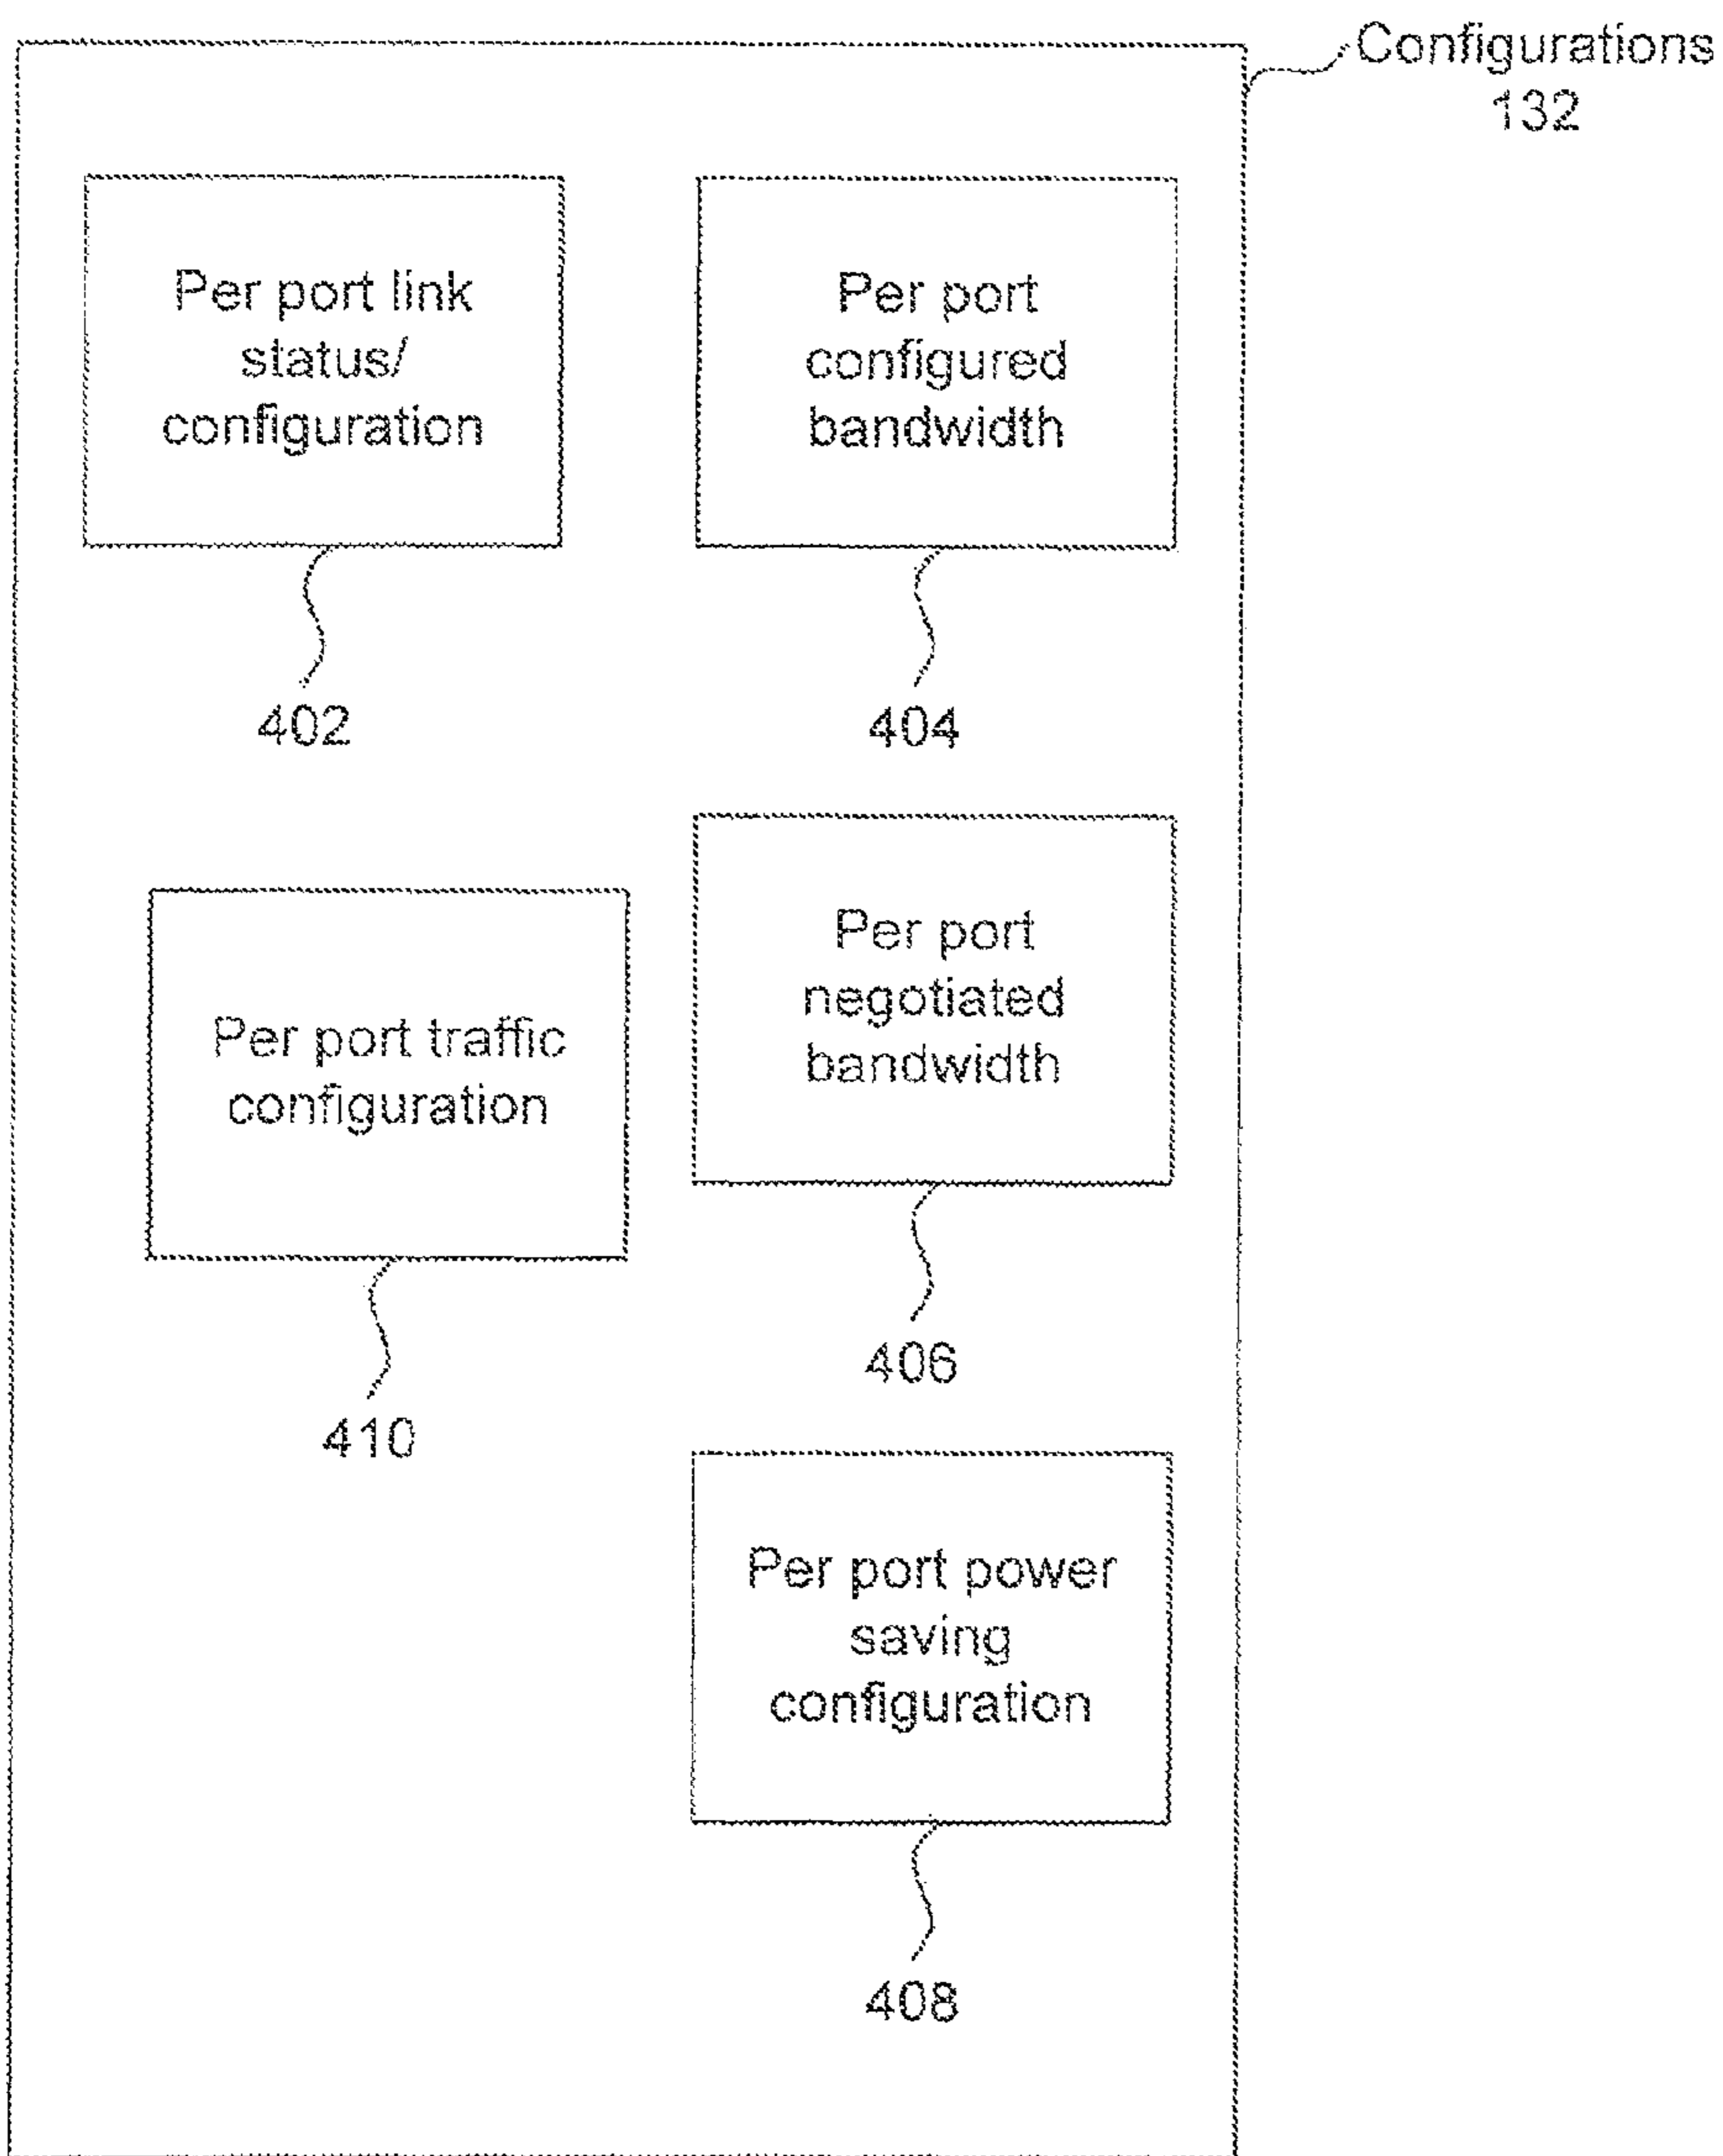 Configurations
132
Per port link
status/
configuration
402
Per port
configured
bandwidth
404
Per port traffic
configuration
410
Per port
negotiated
bandwidth
406
Per port power
saving
configuration
408